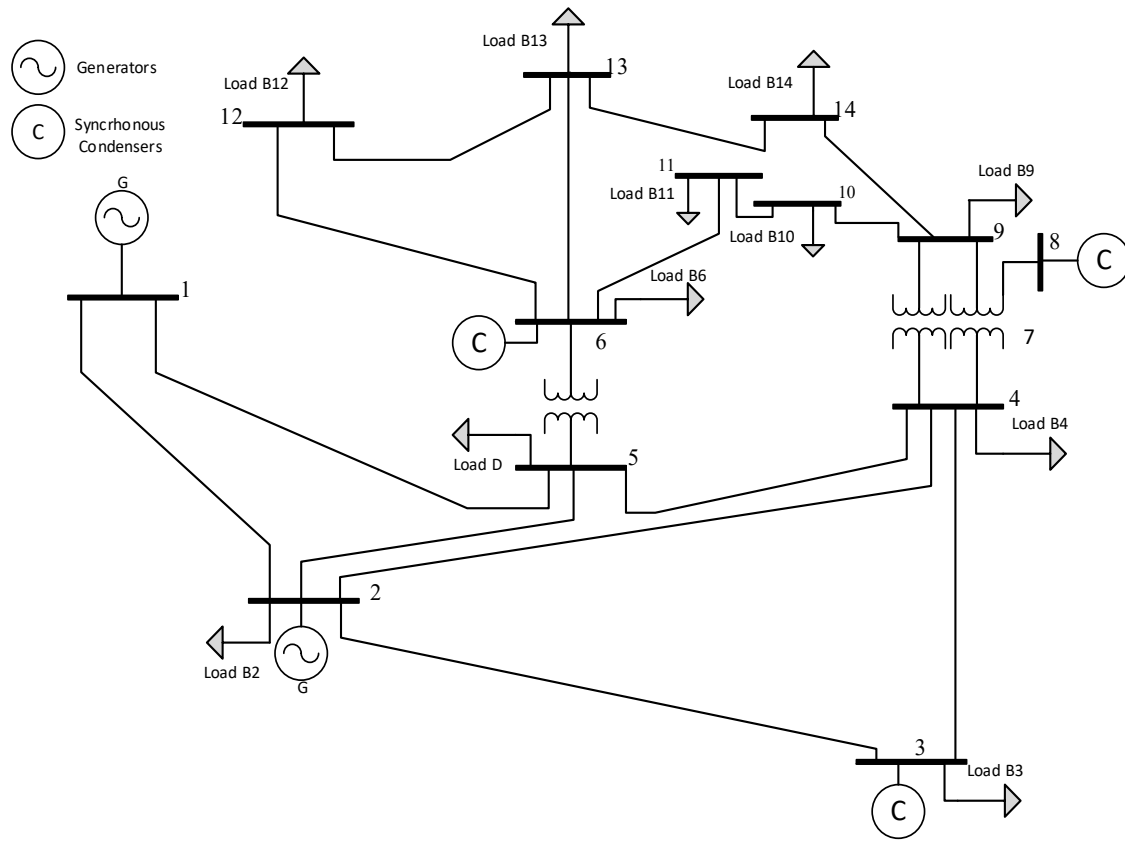 Load B13
13
Generators
Load B12
12
Load B14
14
C
Syncrhonous
Condensers
11
Load B11
10
Load B10
Load B9
9
8
C
G
1
Load B6
C
6
7
4
Load B4
Load D
5
2
Load B2
G
3
Load B3
C